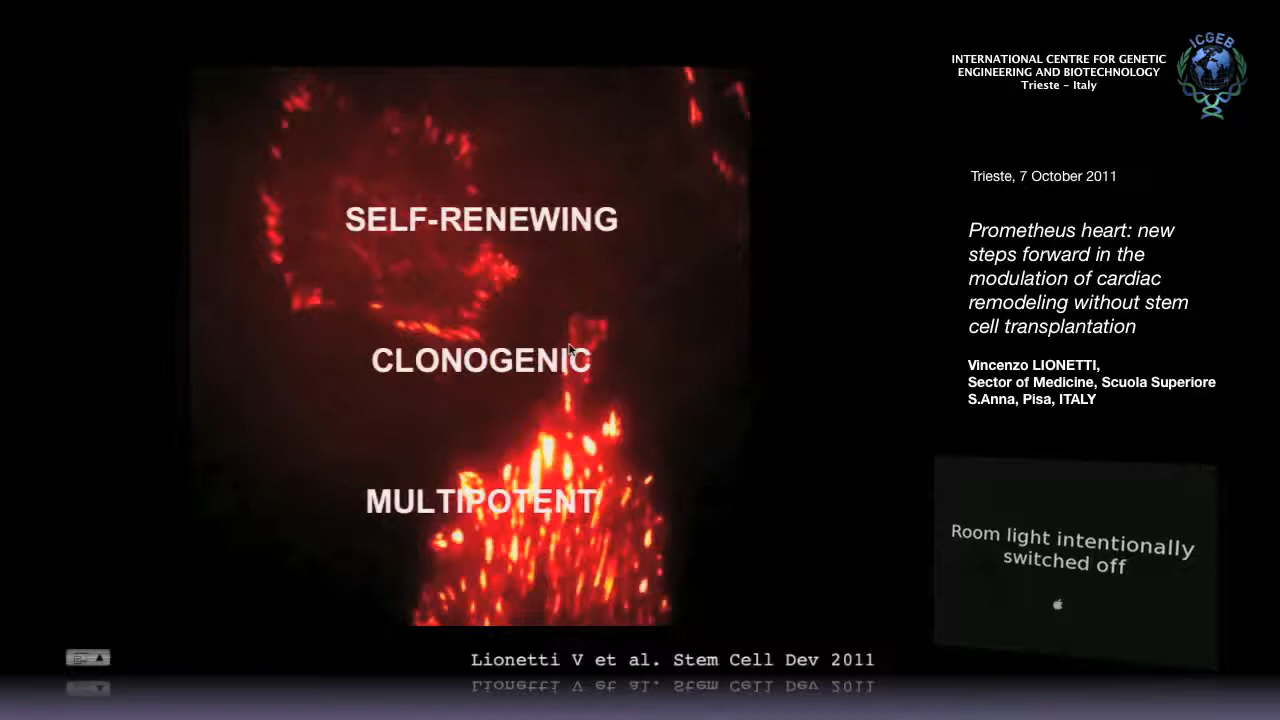 SELF-RENEWING
CLONOGENIC
MULTIPOTENT
Lionetti V et al. Stem Cell Dev 2011
INTERNATIONAL CENTRE FOR GENETIC
ENGINEERING AND BIOTECHNOLOGY
Trieste - Italy
ICGEB
Trieste, 7 October 2011
Prometheus heart: new
steps forward in the
modulation of cardiac
remodeling without stem
cell transplantation
Vincenzo LIONETTI,
Sector of Medicine, Scuola Superiore
S.Anna, Pisa, ITALY
Room light intentionally
switched off